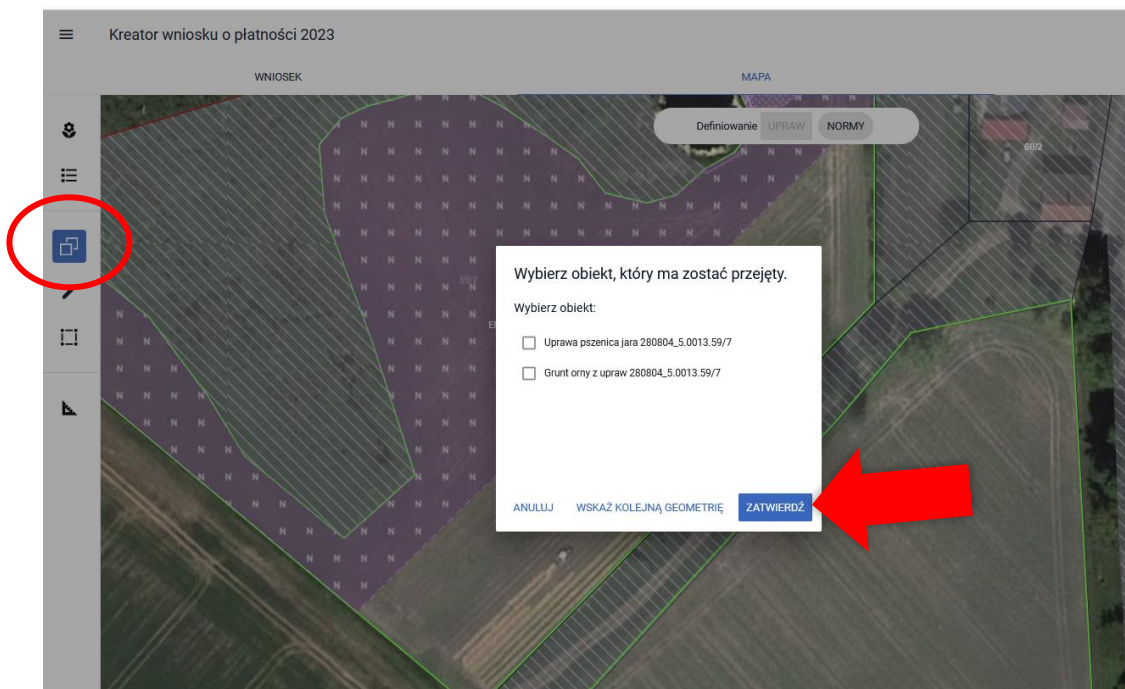 Kreator wniosku o płatności 2023
WNIOSEK
MAPA
Definiowanie UPRAW NORMY
60/2
59/7
Wybierz obiekt, który ma zostać przejęty.
Wybierz obiekt:
Uprawa pszenica jara 280804_5.0013.59/7
Grunt orny z upraw 280804_5.0013.59/7
ANULUJ WSKAŻ KOLEJNĄ GEOMETRIĘ ZATWIERDŹ